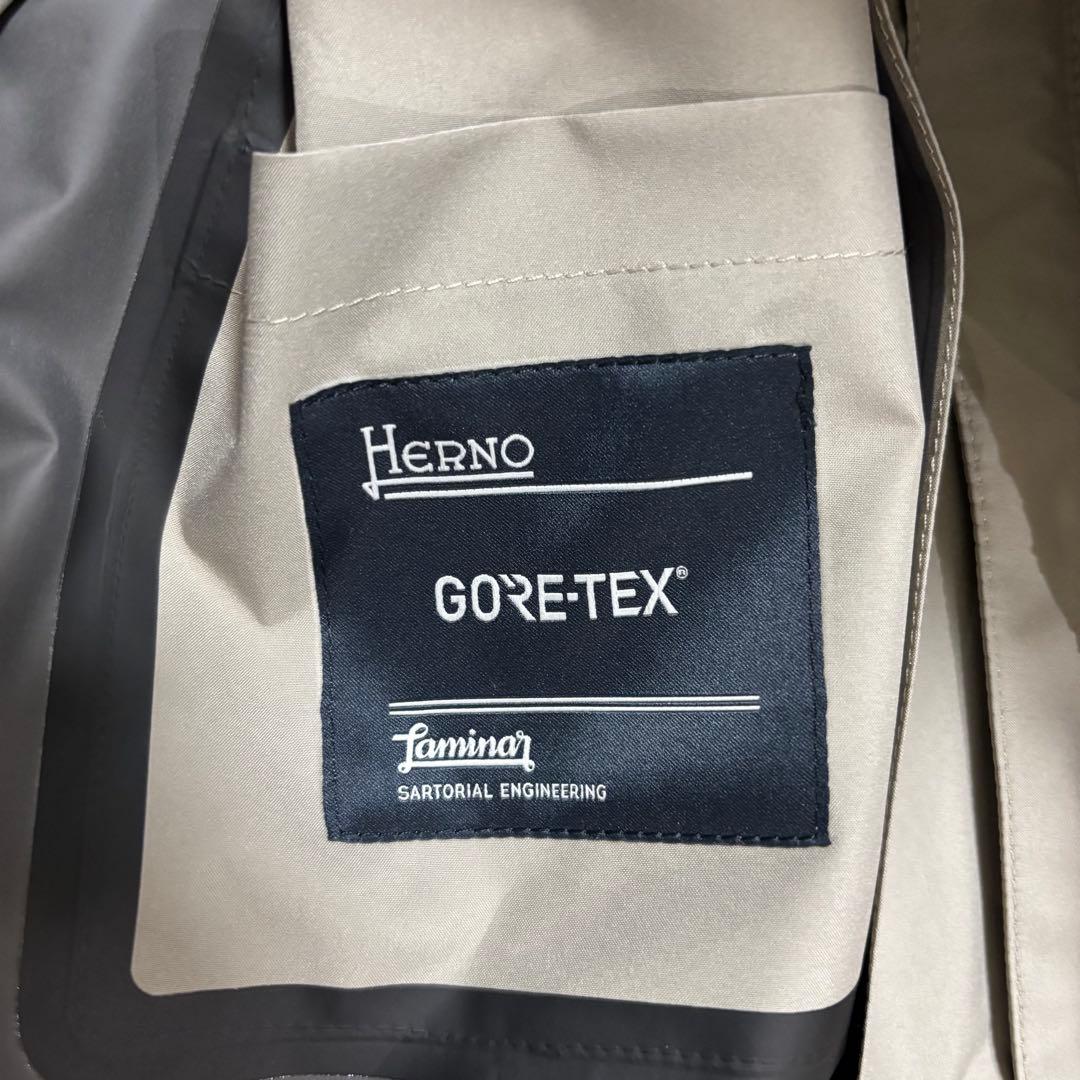 HERNO
GORE-TEX®
Laminar
SARTORIAL ENGINEERING